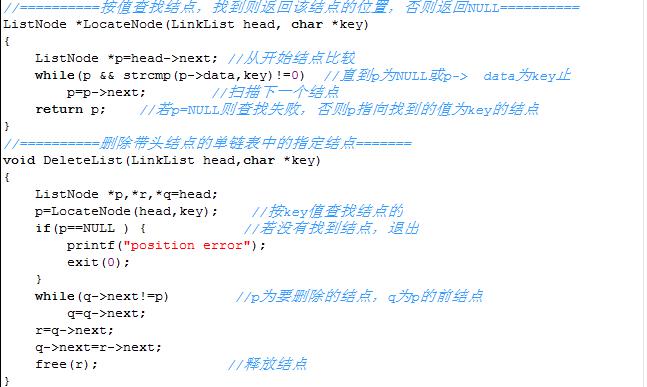 //==========按值查找结点，找到则返回该结点的位置，否则返回NULL==========
ListNode *LocateNode(LinkList head, char *key)
{
    ListNode *p=head->next; //从开始结点比较
    while(p && strcmp(p->data,key)!=0)  //直到p为NULL或p->  data为key止
        p=p->next;        //扫描下一个结点
    return p;    //若p=NULL则查找失败，否则p指向找到的值为key的结点
}
//==========删除带头结点的单链表中的指定结点=======
void DeleteList(LinkList head,char *key)
{
    ListNode *p,*r,*q=head;
    p=LocateNode(head,key);    //按key值查找结点的
    if(p==NULL ) {            //若没有找到结点，退出
        printf("position error");
        exit(0);
    }
    while(q->next!=p)        //p为要删除的结点，q为p的前结点
        q=q->next;
    r=q->next;
    q->next=r->next;
    free(r);                //释放结点
}